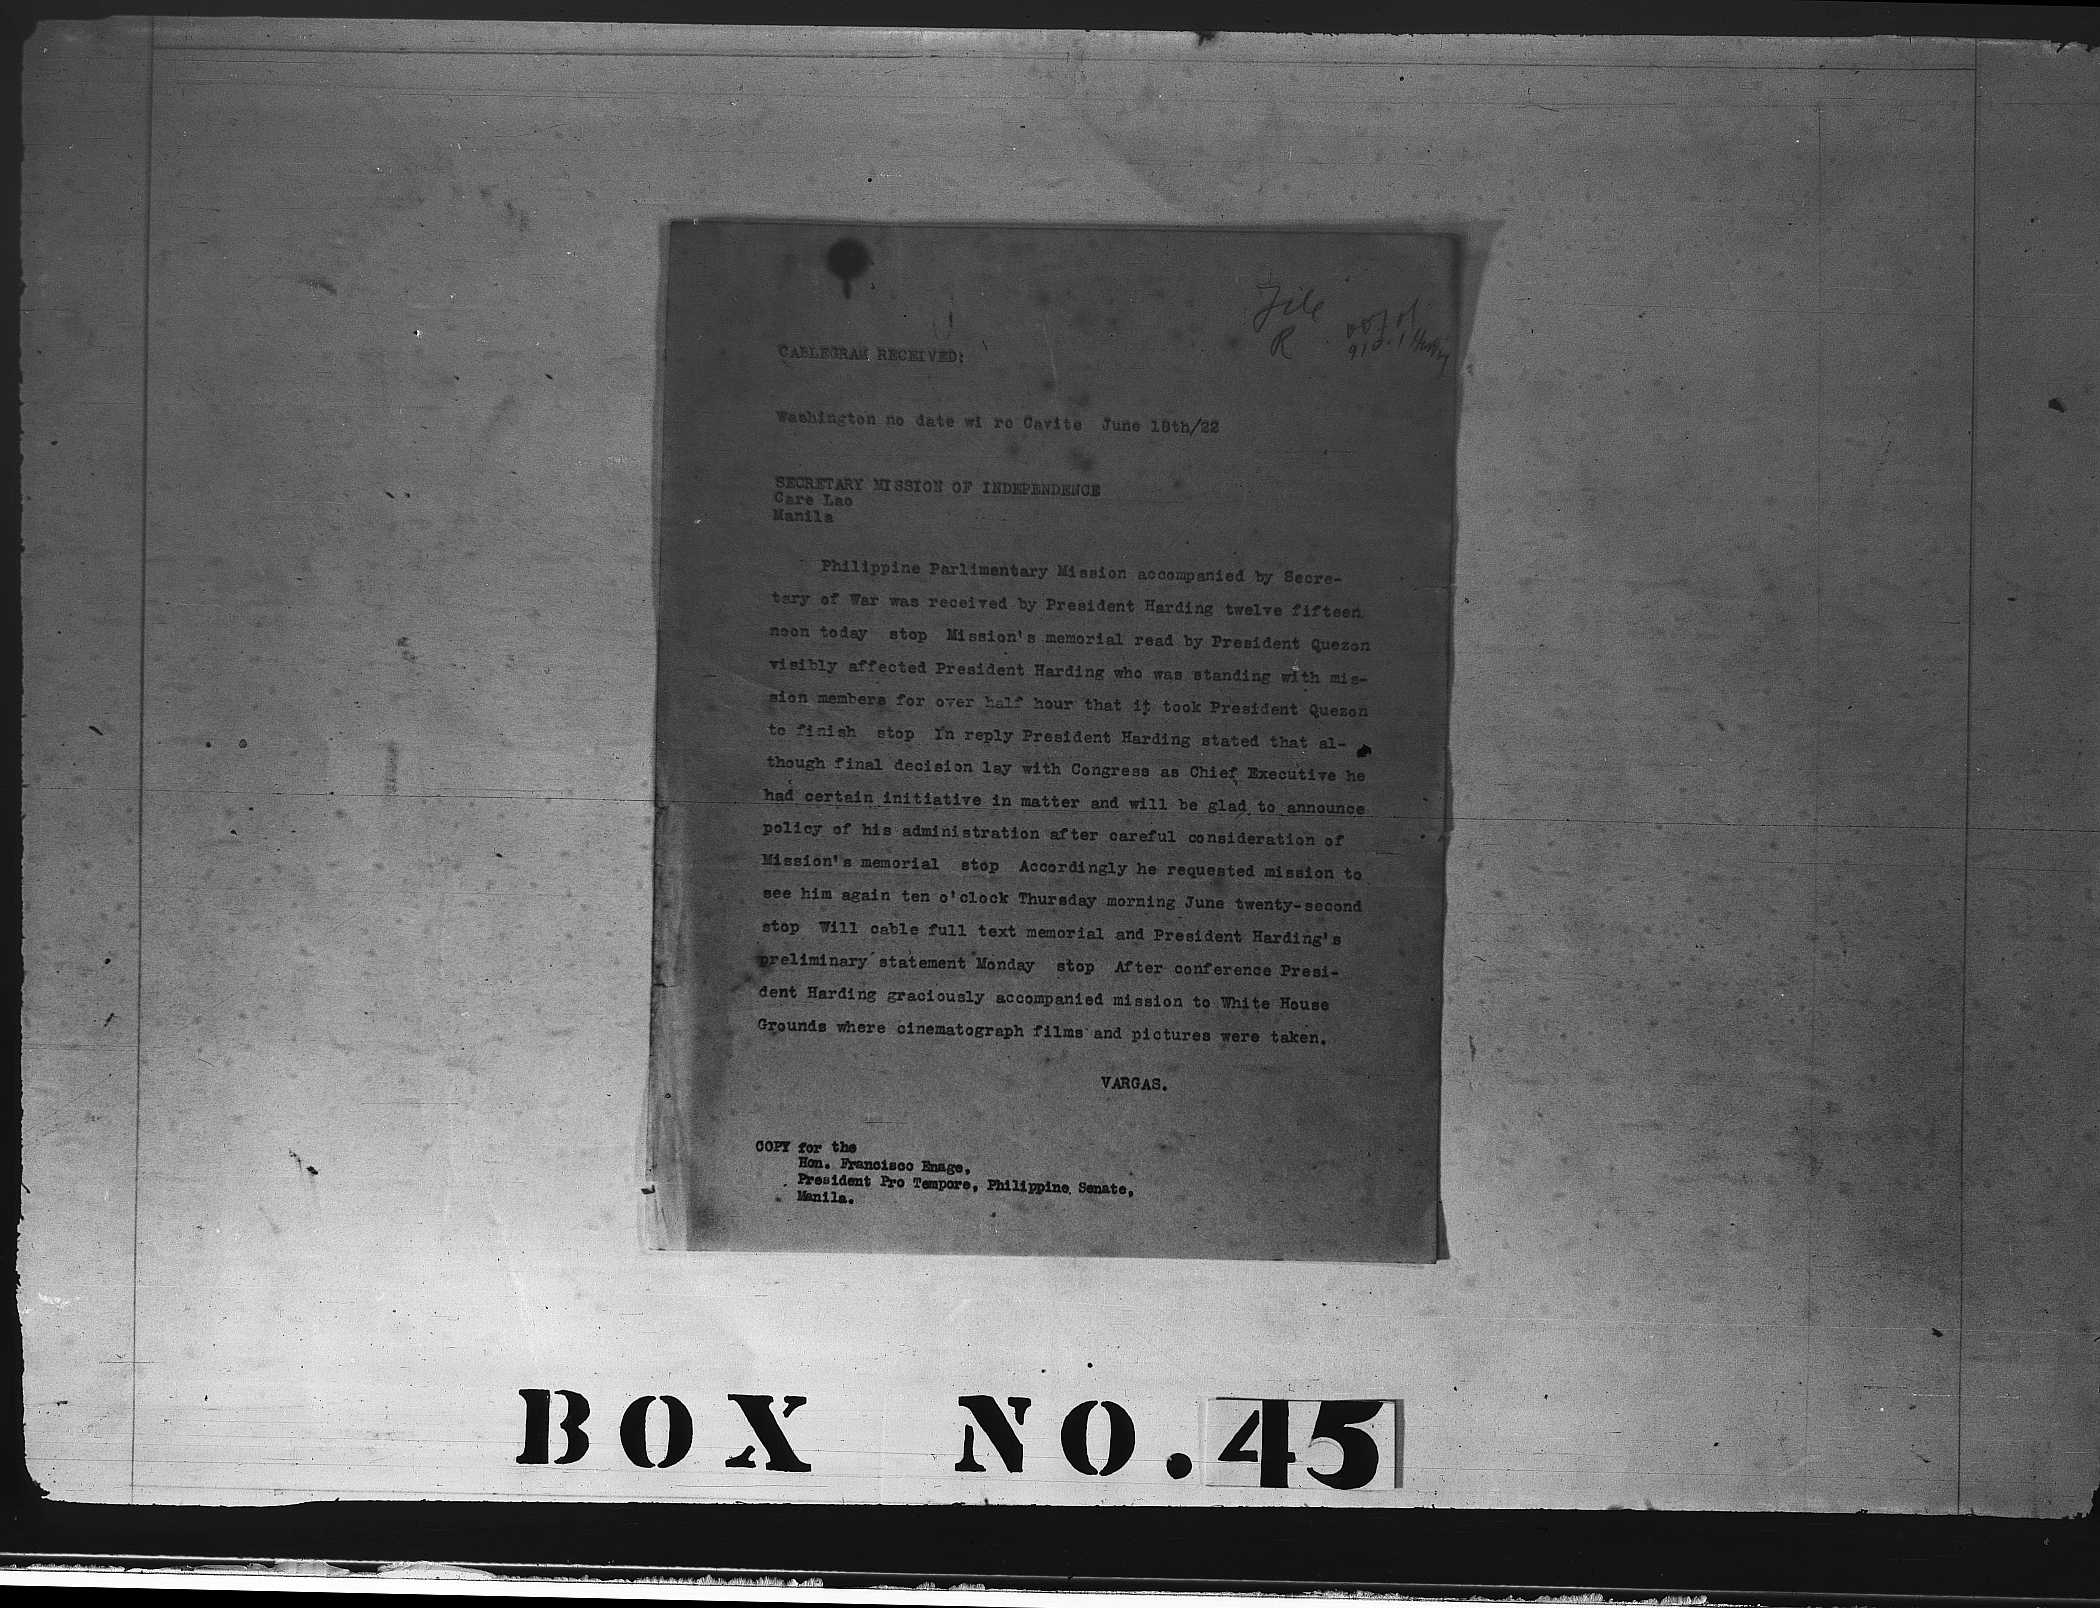 File
R
CABLEGRAM RECEIVED:
Washington no date wi ro Cavite June 18th/22
SECRETARY MISSION OF INDEPENDENCE
Care Lao
Manila
Philippine Parlimentary Mission accompanied by Secre-
tary of War was received by President Harding twelve fifteen
noon today stop Mission's memorial read by President Quezon
visibly affected President Harding who was standing with mis-
sion members for over half hour that it took President Quezon
to finish stop In reply President Harding stated that al-
though final decision lay with Congress as Chief Executive he
had certain initiative in matter and will be glad to announce
policy of his administration after careful consideration of
Mission's memorial stop Accordingly he requested mission to
see him again ten o'clock Thursday morning June twenty-second
stop Will cable full text memorial and President Harding's
preliminary statement Monday stop After conference Presi-
dent Harding graciously accompanied mission to White House
Grounds where cinematograph films and pictures were taken.
VARGAS.
COPY for the
Hon. Francisco Enage,
President Pro Tempore, Philippine Senate,
Manila.
BOX NO. 45